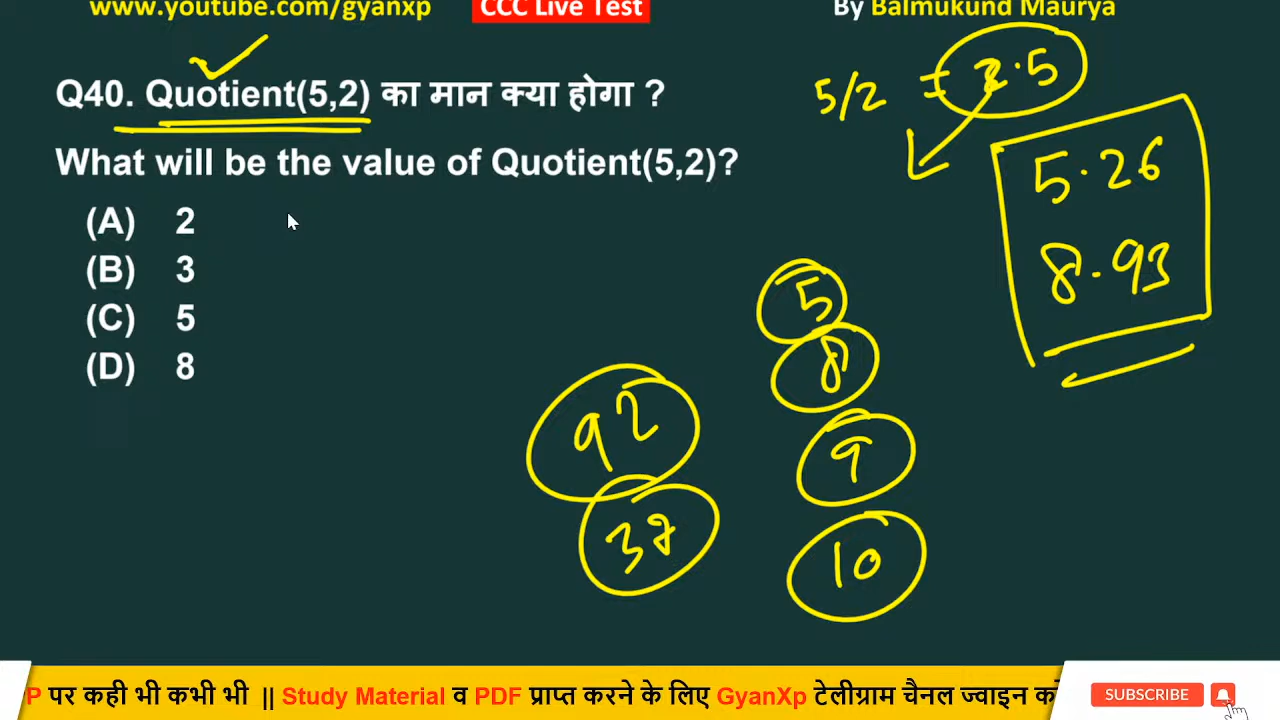 www.youtube.com/gyanxp
CCC Live Test
By Balmukund Maurya
Q40. Quotient(5,2) का मान क्या होगा ?
5/2 = 2.5
What will be the value of Quotient(5,2)?
5.26
8.93
(A) 2
(B) 3
(C) 5
(D) 8
5
8
9
10
92
37
P पर कही भी कभी भी || Study Material व PDF प्राप्त करने के लिए GyanXp टेलीग्राम चैनल ज्वाइन
SUBSCRIBE